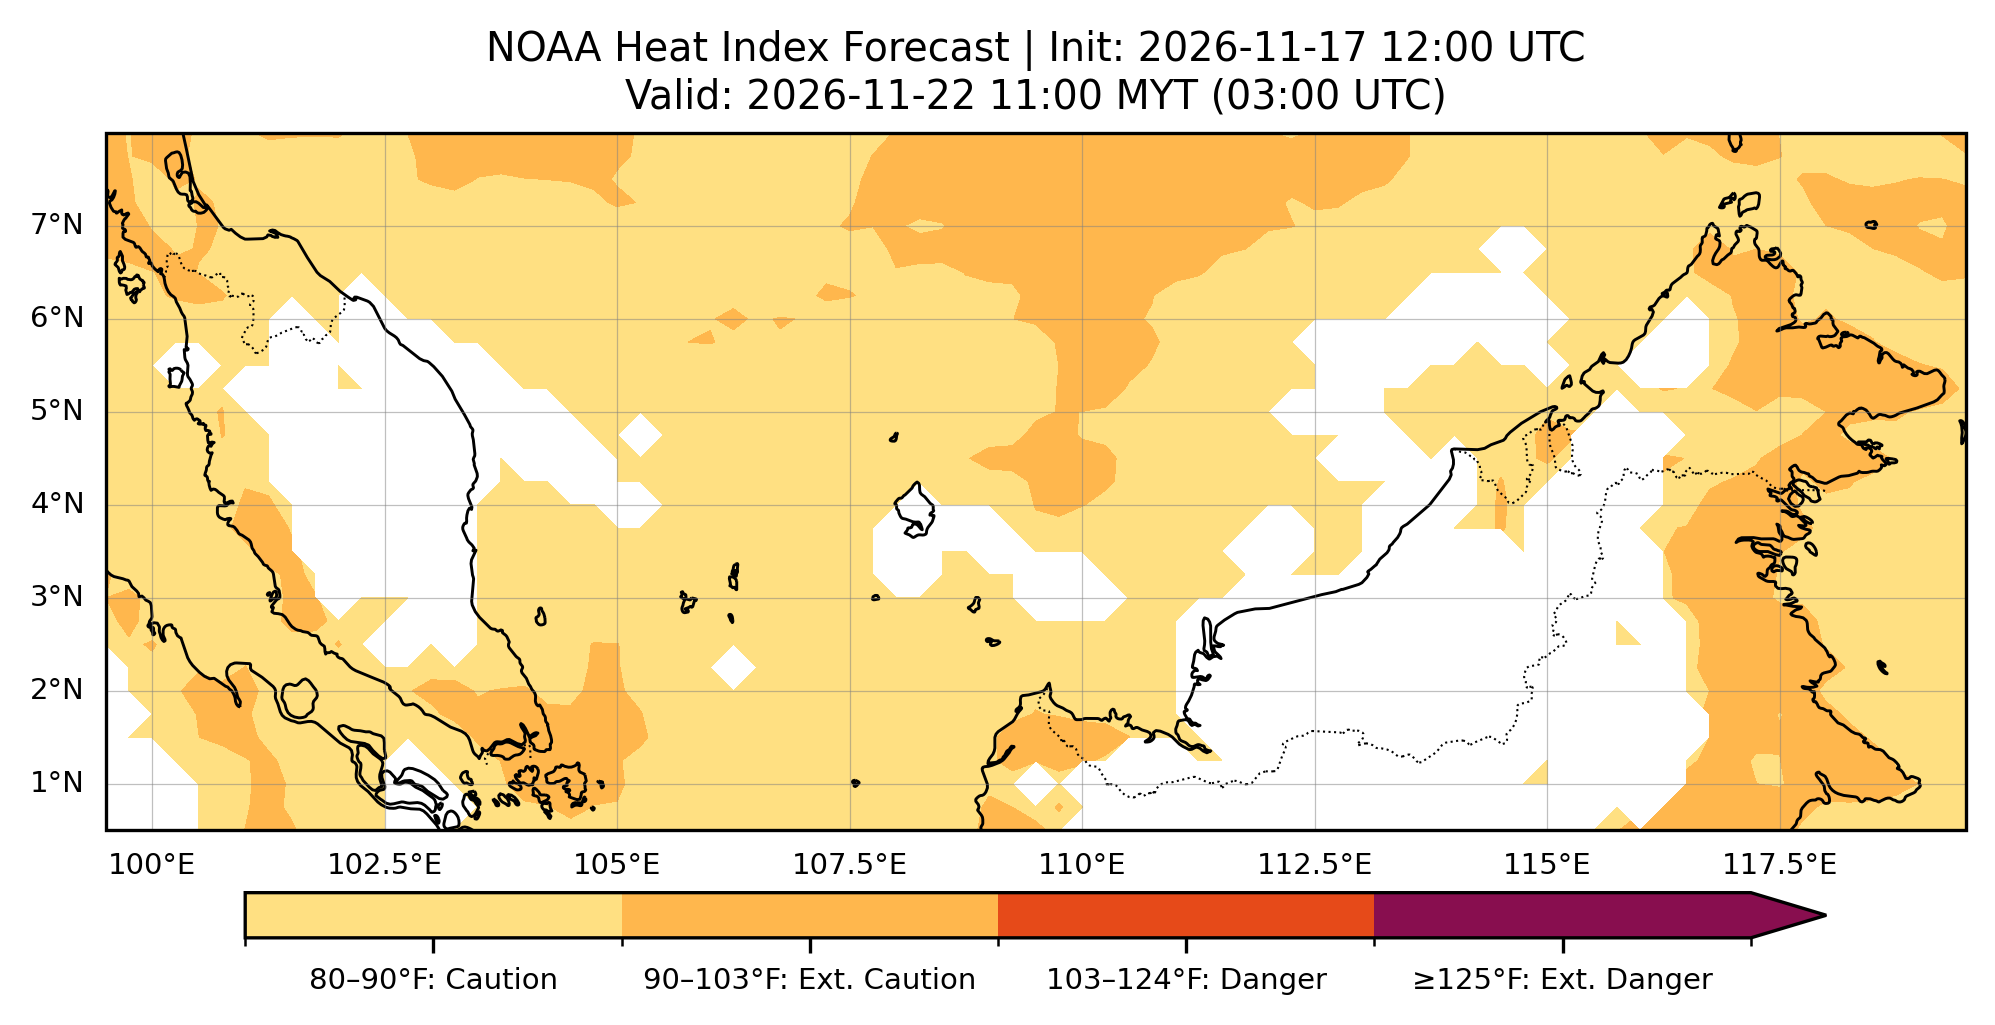 NOAA Heat Index Forecast | Init: 2026-11-17 12:00 UTC
Valid: 2026-11-22 11:00 MYT (03:00 UTC)
7°N
6°N
5°N
4°N
3°N
2°N
1°N
100°E 102.5°E 105°E 107.5°E 110°E 112.5°E 115°E 117.5°E
80–90°F: Caution 90–103°F: Ext. Caution 103–124°F: Danger ≥125°F: Ext. Danger